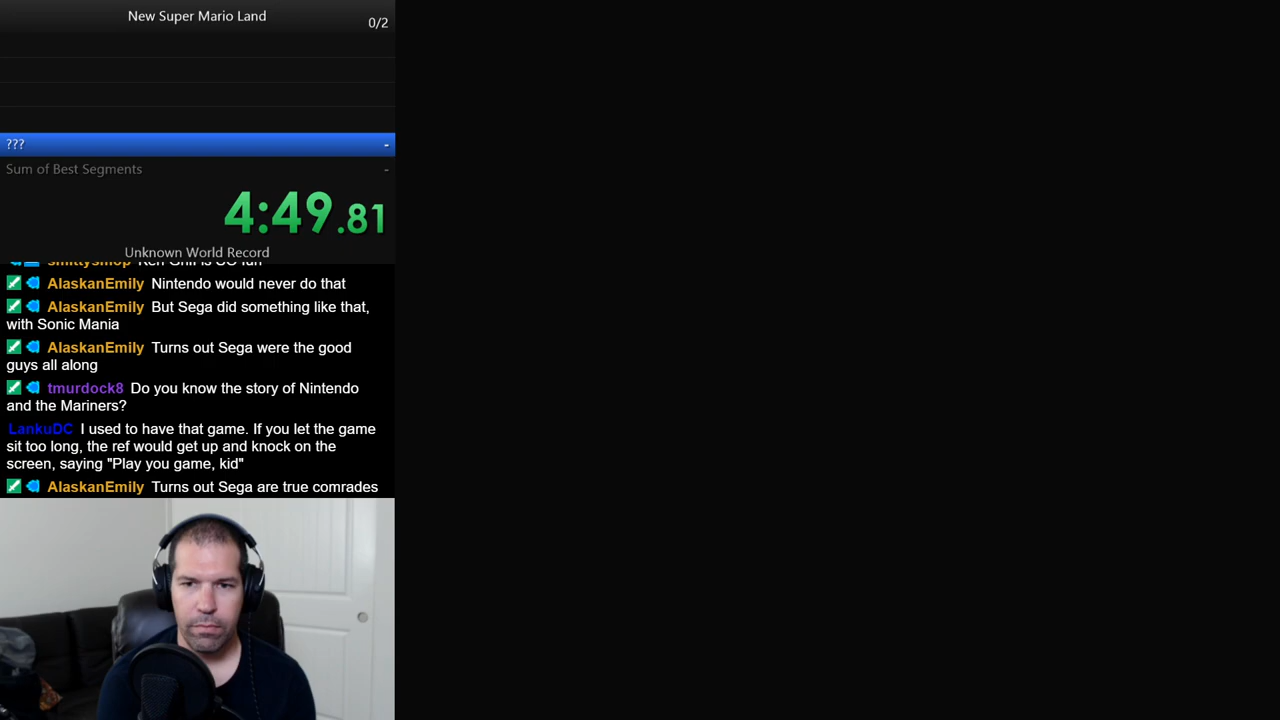 New Super Mario Land
0/2
???
-
Sum of Best Segments
-
4:49.81
Unknown World Record
smittysmop
AlaskanEmily Nintendo would never do that
AlaskanEmily But Sega did something like that,
with Sonic Mania
AlaskanEmily Turns out Sega were the good
guys all along
tmurdock8 Do you know the story of Nintendo
and the Mariners?
LankuDC I used to have that game. If you let the game
sit too long, the ref would get up and knock on the
screen, saying "Play you game, kid"
AlaskanEmily Turns out Sega are true comrades